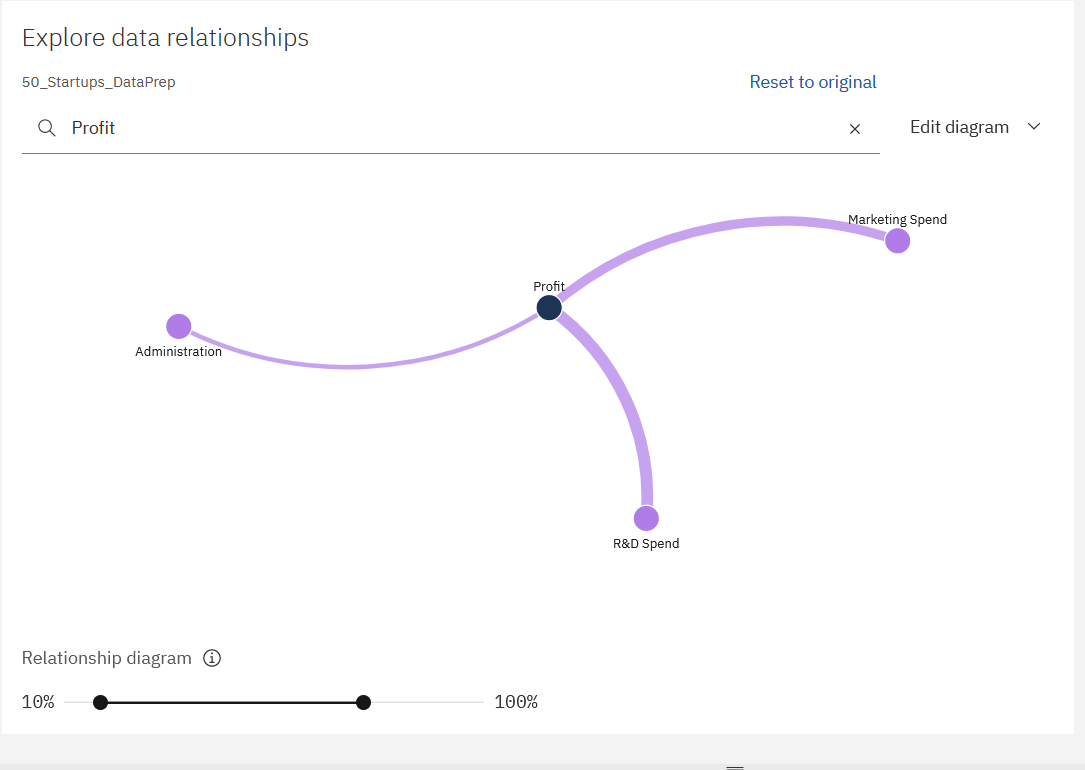 Explore data relationships
50_Startups_DataPrep
Reset to original
Profit
Edit diagram
Marketing Spend
Profit
Administration
R&D Spend
Relationship diagram
10%
100%